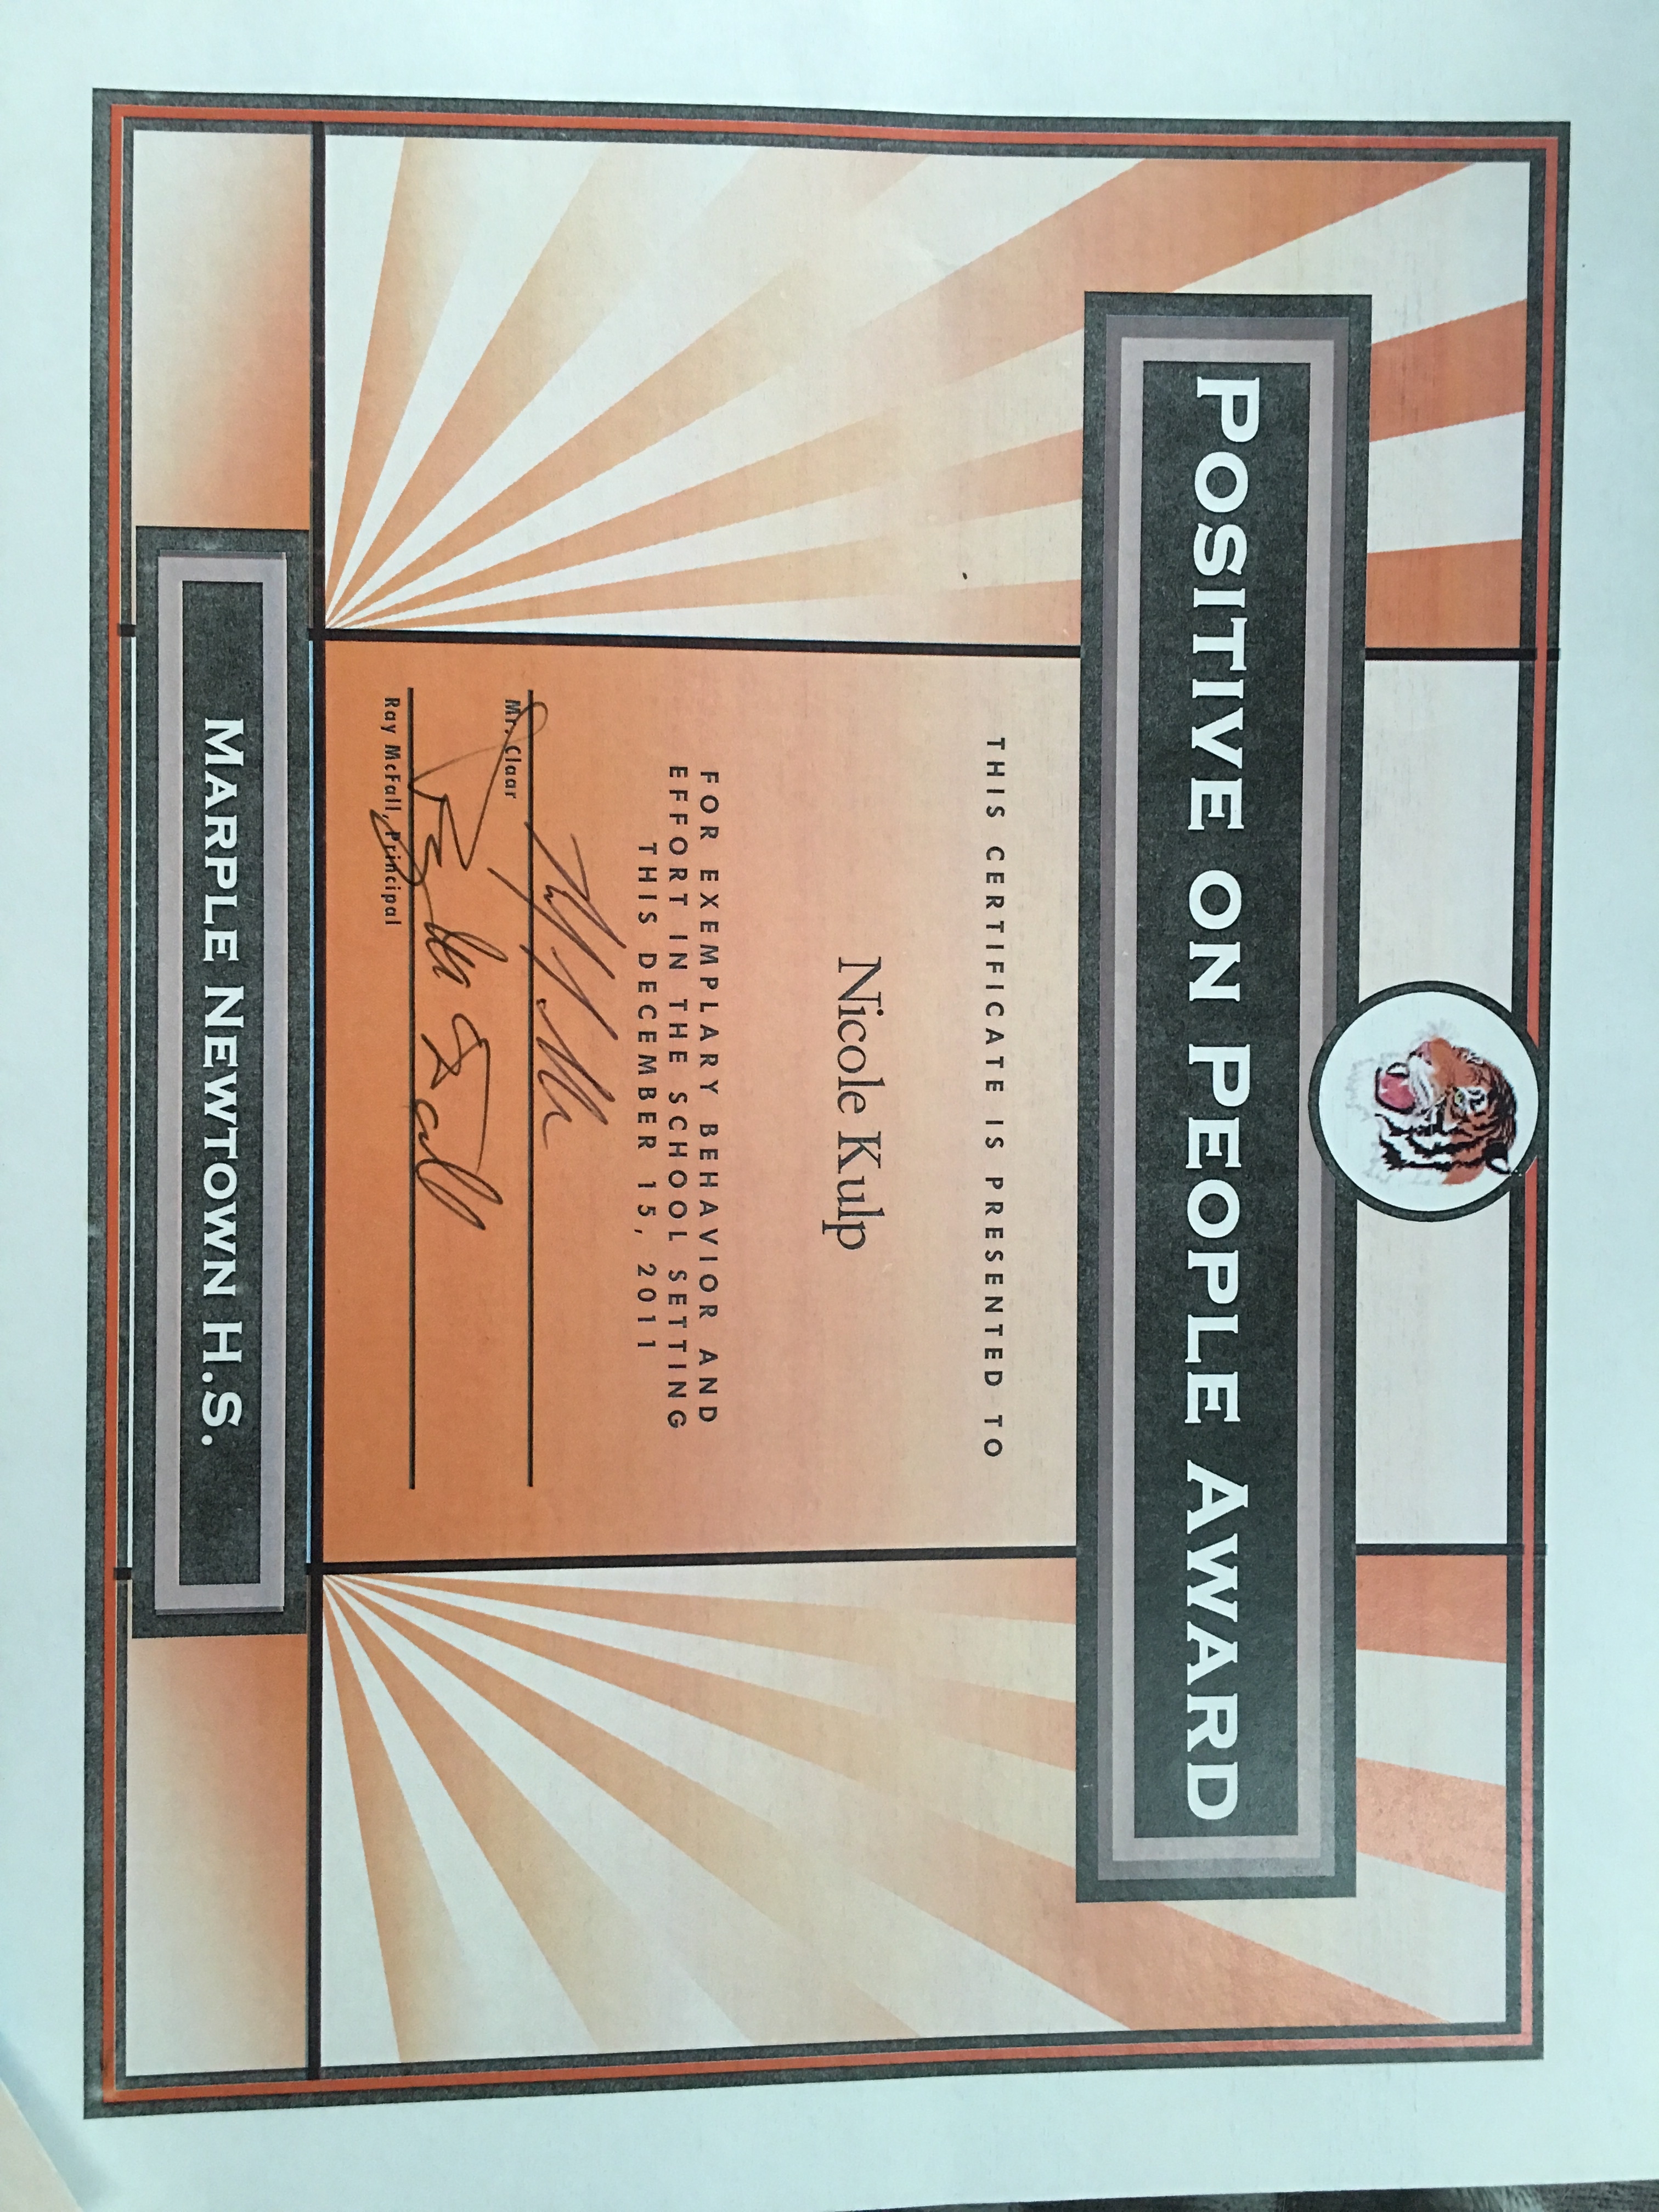 POSITIVE ON PEOPLE AWARD
THIS CERTIFICATE IS PRESENTED TO
Nicole Kulp
FOR EXEMPLARY BEHAVIOR AND
EFFORT IN THE SCHOOL SETTING
THIS DECEMBER 15, 2011
Mr. Claar
Ray McFall, Principal
MARPLE NEWTOWN H.S.